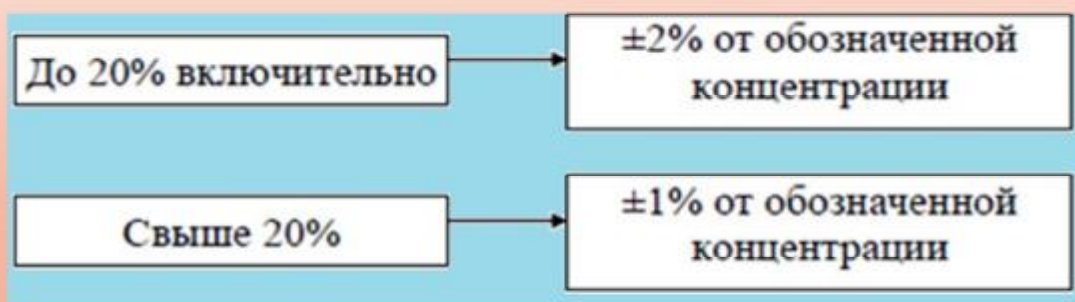 До 20% включительно
±2% от обозначенной
концентрации
Свыше 20%
±1% от обозначенной
концентрации